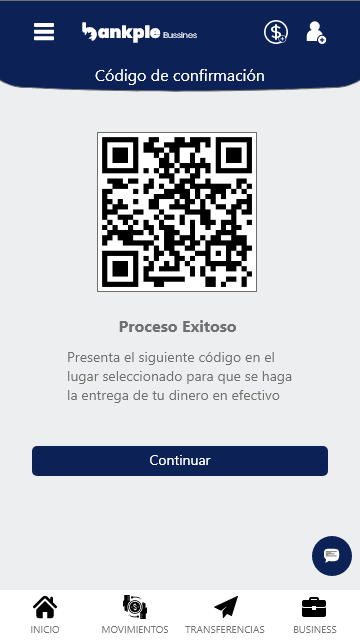 bankple Bussines
Código de confirmación
Proceso Exitoso
Presenta el siguiente código en el
lugar seleccionado para que se haga
la entrega de tu dinero en efectivo
Continuar
INICIO MOVIMIENTOS TRANSFERENCIAS BUSINESS